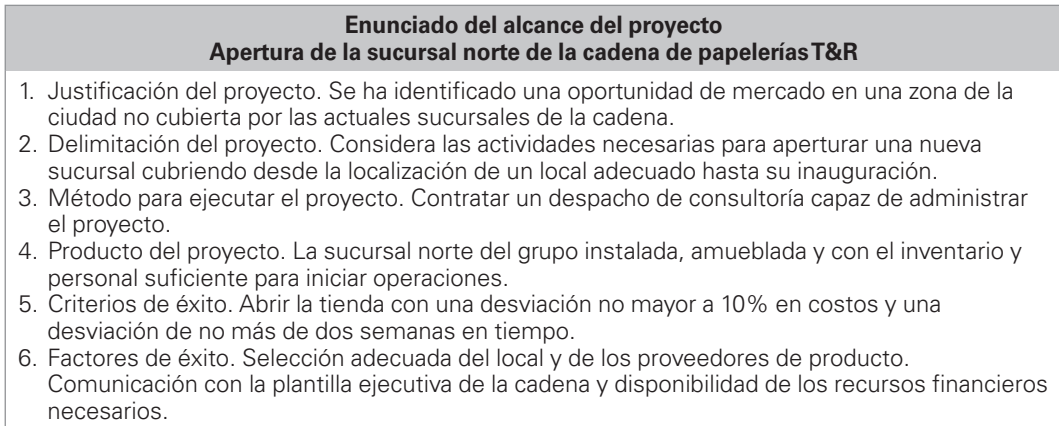 Enunciado del alcance del proyecto
Apertura de la sucursal norte de la cadena de papelerías T&R
1. Justificación del proyecto. Se ha identificado una oportunidad de mercado en una zona de la
ciudad no cubierta por las actuales sucursales de la cadena.
2. Delimitación del proyecto. Considera las actividades necesarias para aperturar una nueva
sucursal cubriendo desde la localización de un local adecuado hasta su inauguración.
3. Método para ejecutar el proyecto. Contratar un despacho de consultoría capaz de administrar
el proyecto.
4. Producto del proyecto. La sucursal norte del grupo instalada, amueblada y con el inventario y
personal suficiente para iniciar operaciones.
5. Criterios de éxito. Abrir la tienda con una desviación no mayor a 10% en costos y una
desviación de no más de dos semanas en tiempo.
6. Factores de éxito. Selección adecuada del local y de los proveedores de producto.
Comunicación con la plantilla ejecutiva de la cadena y disponibilidad de los recursos financieros
necesarios.